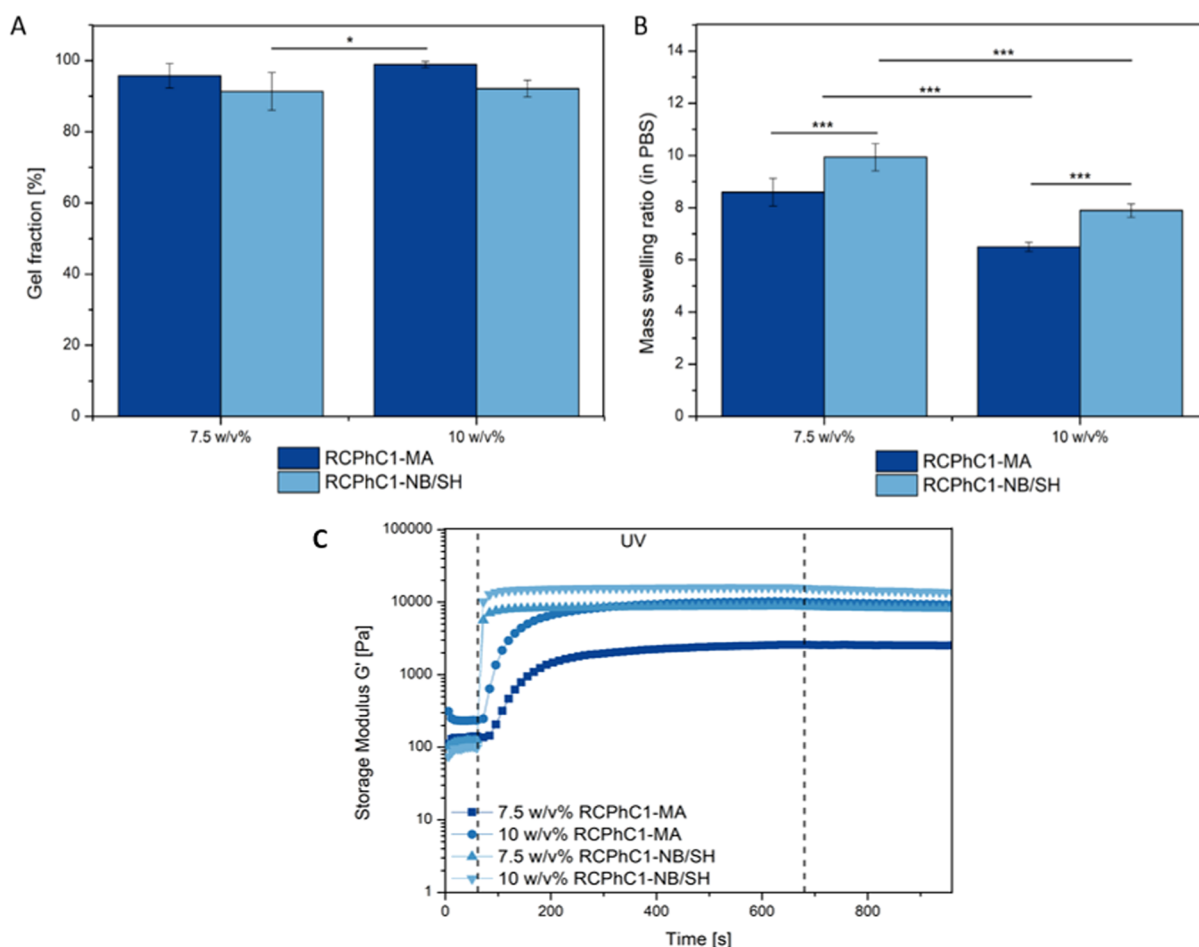 A
Gel fraction [%]
100
80
60
40
20
0
*
7.5 w/v%
10 w/v%
RCPhC1-MA
RCPhC1-NB/SH
B
Mass swelling ratio (in PBS)
14
12
10
8
6
4
2
0
***
***
***
***
7.5 w/v%
10 w/v%
RCPhC1-MA
RCPhC1-NB/SH
C
Storage Modulus G' [Pa]
100000
10000
1000
100
10
1
UV
7.5 w/v% RCPhC1-MA
10 w/v% RCPhC1-MA
7.5 w/v% RCPhC1-NB/SH
10 w/v% RCPhC1-NB/SH
0
200
400
600
800
Time [s]